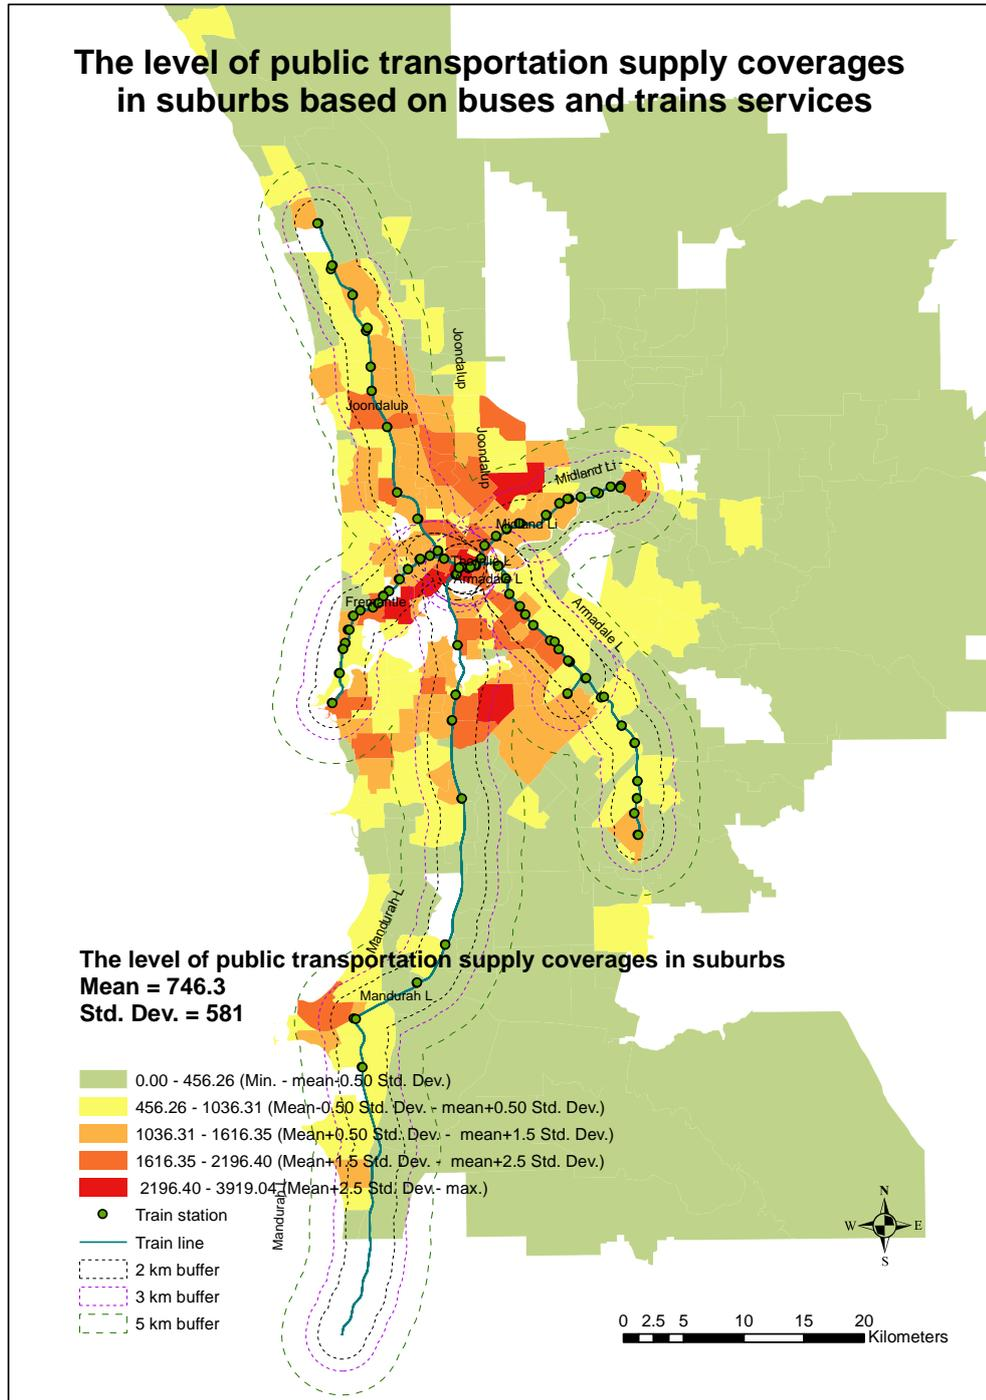 The level of public transportation supply coverages
in suburbs based on buses and trains services
Joondalup
Joondalup
Joondalup
Midland Li
Midland Li
Armadale L
Fremantle
Armadale L
Mandurah L
Mandurah L
Mandurah L
The level of public transportation supply coverages in suburbs
Mean = 746.3
Std. Dev. = 581
0.00 - 456.26 (Min. - mean-0.50 Std. Dev.)
456.26 - 1036.31 (Mean-0.50 Std. Dev. - mean+0.50 Std. Dev.)
1036.31 - 1616.35 (Mean+0.50 Std. Dev. - mean+1.5 Std. Dev.)
1616.35 - 2196.40 (Mean+1.5 Std. Dev. - mean+2.5 Std. Dev.)
2196.40 - 3919.04 (Mean+2.5 Std. Dev.- max.)
Train station
Train line
2 km buffer
3 km buffer
5 km buffer
N
W E
S
0 2.5 5 10 15 20
Kilometers